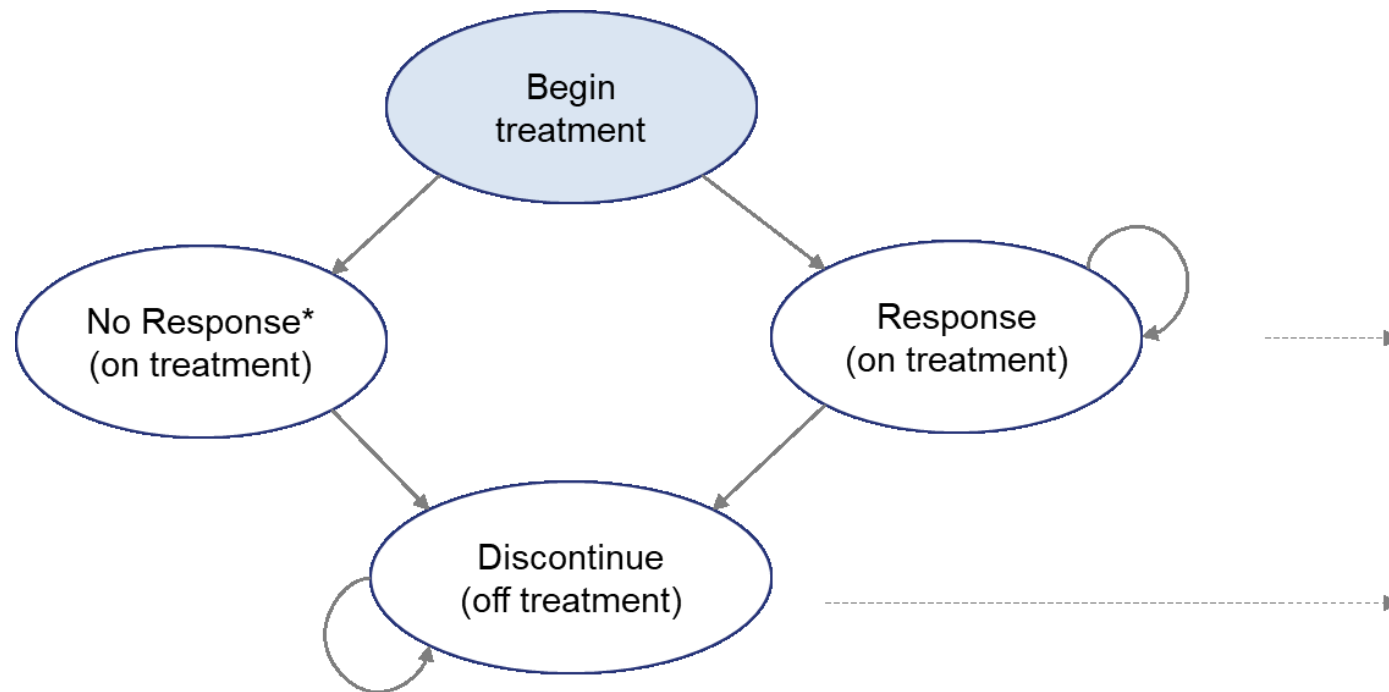 Begin
treatment
No Response*
(on treatment)
Response
(on treatment)
Discontinue
(off treatment)